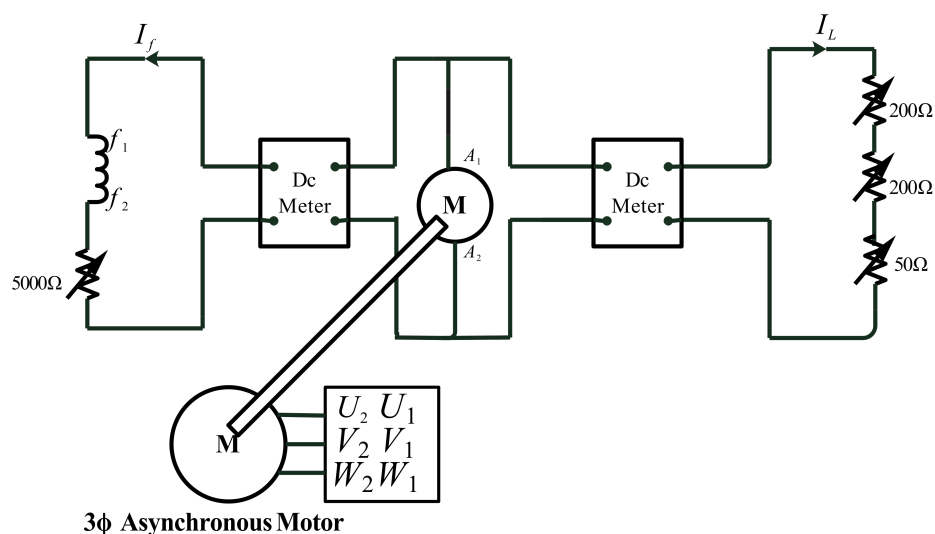 I_f
I_L
f_1
f_2
5000Ω
Dc
Meter
A_1
M
A_2
Dc
Meter
200Ω
200Ω
50Ω
M
U_2 U_1
V_2 V_1
W_2 W_1
3ϕ Asynchronous Motor